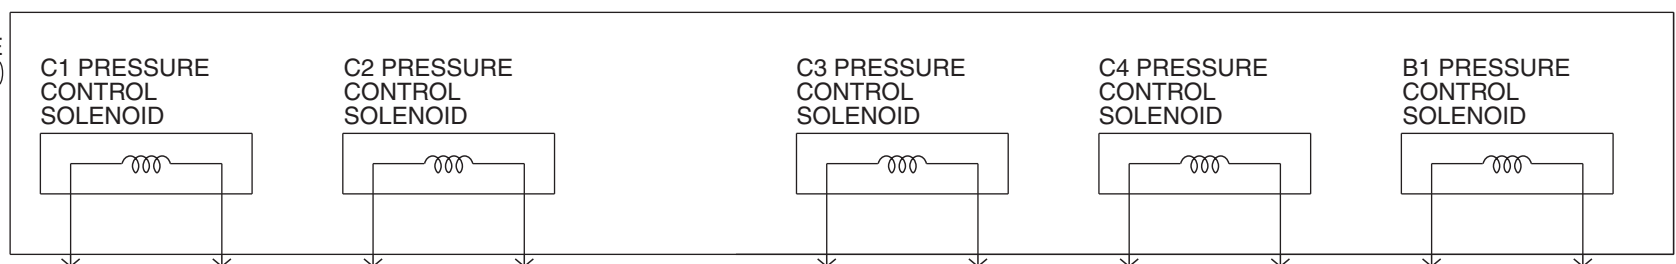 C1 PRESSURE
CONTROL
SOLENOID
C2 PRESSURE
CONTROL
SOLENOID
C3 PRESSURE
CONTROL
SOLENOID
C4 PRESSURE
CONTROL
SOLENOID
B1 PRESSURE
CONTROL
SOLENOID